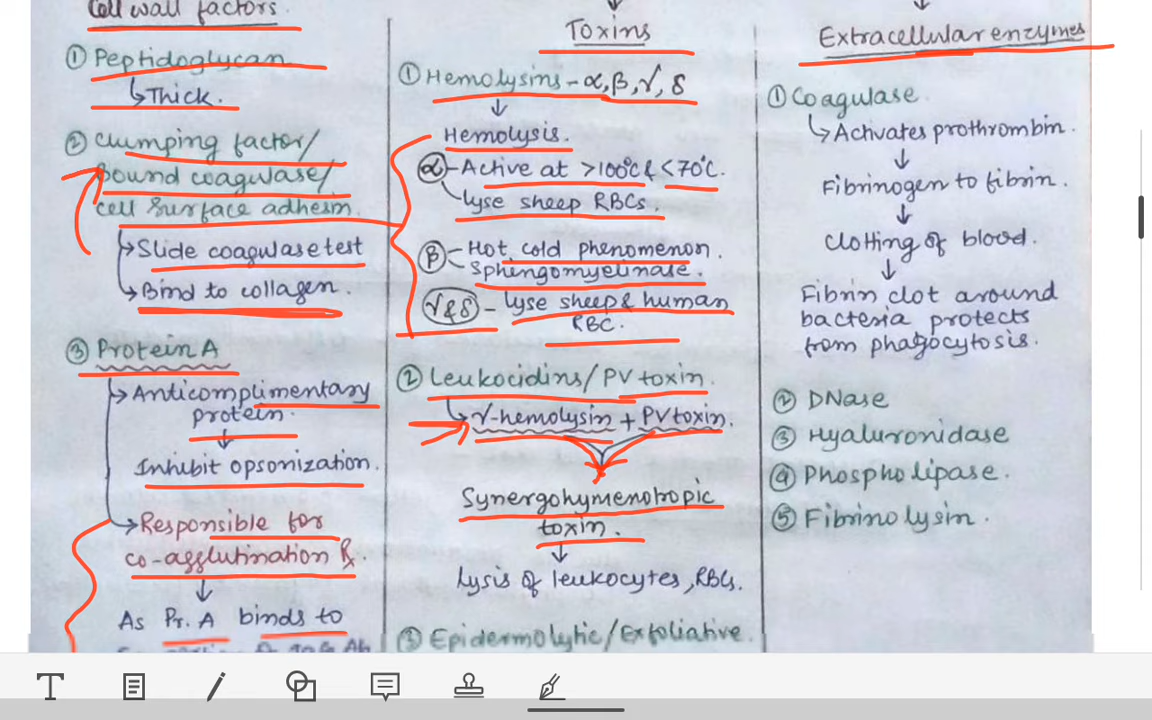 Cell wall factors
① Peptidoglycan
↳ Thick.
② Clumping factor/
Bound coagulase/
cell surface adhesin.
↳ Slide coagulase test
↳ Bind to collagen.
③ Protein A
↳ Anticomplimentary
protein.
↓
Inhibit opsonization.
↳ Responsible for
co-agglutination Rx.
↓
As Pr. A binds to
Toxins
① Hemolysins - α, β, γ, δ
↓
Hemolysis.
α - Active at >100°C & <70°C.
lyse sheep RBCs.
β - Hot cold phenomenon.
Sphengomyelinase.
γ & δ - lyse sheep & human
RBC.
② Leukocidins/PV toxin.
↳ γ-hemolysin + PV toxin.
Synergohymenotropic
toxin.
↓
lysis of leukocytes, RBCs.
③ Epidermolytic/Exfoliative
Extracellular enzymes
① Coagulase
↳ Activates prothrombin.
↓
Fibrinogen to fibrin.
↓
Clothing of blood.
↓
Fibrin clot around
bacteria protects
from phagocytosis.
② DNase
③ Hyaluronidase
④ Phospholipase.
⑤ Fibrinolysin.
T